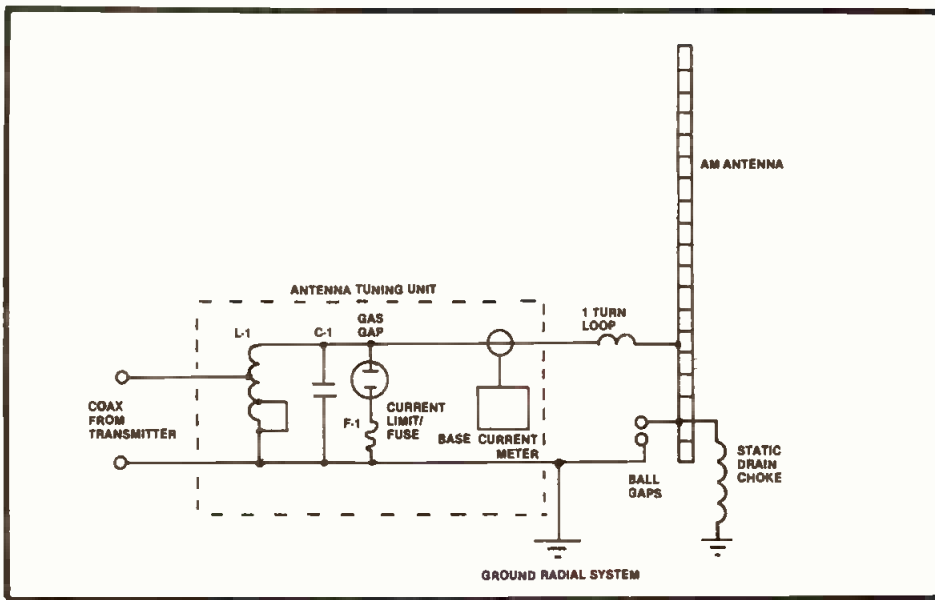 AM ANTENNA
ANTENNA TUNING UNIT
L-1
C-1
GAS
GAP
1 TURN
LOOP
COAX
FROM
TRANSMITTER
F-1
CURRENT
LIMIT/
FUSE
BASE CURRENT
METER
BALL
GAPS
STATIC
DRAIN
CHOKE
GROUND RADIAL SYSTEM